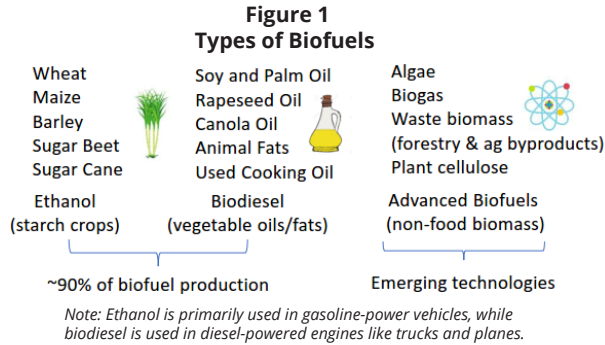 Figure 1
Types of Biofuels
Wheat
Maize
Barley
Sugar Beet
Sugar Cane
Ethanol
(starch crops)
Soy and Palm Oil
Rapeseed Oil
Canola Oil
Animal Fats
Used Cooking Oil
Biodiesel
(vegetable oils/fats)
~90% of biofuel production
Algae
Biogas
Waste biomass
(forestry & ag byproducts)
Plant cellulose
Advanced Biofuels
(non-food biomass)
Emerging technologies
Note: Ethanol is primarily used in gasoline-power vehicles, while
biodiesel is used in diesel-powered engines like trucks and planes.